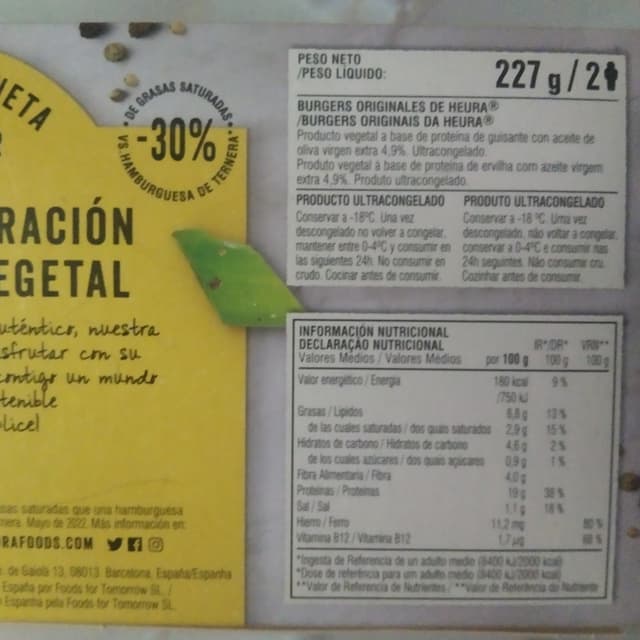 IETA
DE GRASAS SATURADAS
-30%
VS. HAMBURGUESA DE TERNERA*
RACIÓN
EGETAL
uténtico, nuestra
sfrutar con su
contigo un mundo
tenible
lice!
sas saturadas que una hamburguesa
nera. Mayo de 2022. Más información en:
RAFOODS.COM
. de Gaiola 13, 08013. Barcelona. España/Espanha
España por Foods for Tomorrow SL. /
Espanha pela Foods for Tomorrow SL.
PESO NETO
/PESO LÍQUIDO:
227 g / 2
BURGERS ORIGINALES DE HEURA®
/BURGERS ORIGINAIS DA HEURA®
Producto vegetal a base de proteína de guisante con aceite de
oliva virgen extra 4,9%. Ultracongelado.
Produto vegetal à base de proteína de ervilha com azeite virgem
extra 4,9%. Produto ultracongelado.
PRODUCTO ULTRACONGELADO
Conservar a -18ºC. Una vez
descongelado no volver a congelar,
mantener entre 0-4ºC y consumir en
las siguientes 24h. No consumir en
crudo. Cocinar antes de consumir.
PRODUTO ULTRACONGELADO
Conservar a -18 ºC. Uma vez
descongelado, não voltar a congelar,
conservar a 0-4ºC e consumir nas
24h seguintes. Não consumir cru.
Cozinhar antes de consumir.
INFORMACIÓN NUTRICIONAL
DECLARAÇÃO NUTRICIONAL IR*/DR* VRN**
Valores Medios / Valores Médios por 100 g 100 g 100 g
Valor energético / Energia 180 kcal 9%
/750 kJ
Grasas / Lípidos 6,8 g 13%
de las cuales saturadas / dos quais saturados 2,9 g 15%
Hidratos de carbono / Hidratos de carbono 4,6 g 2%
de los cuales azúcares / dos quais açúcares 0,9 g 1%
Fibra Alimentaria / Fibra 4,0 g
Proteínas / Proteínas 19 g 38%
Sal / Sal 1,1 g 18%
Hierro / Ferro 11,2 mg 80%
Vitamina B12 / Vitamina B12 1,7 µg 68%
*Ingesta de Referencia de un adulto medio (8400 kJ/2000 kcal)
*Dose de referência para um adulto médio (8400 kJ/2000 kcal)
**Valor de Referencia de Nutrientes / **Valor de Referência do Nutriente